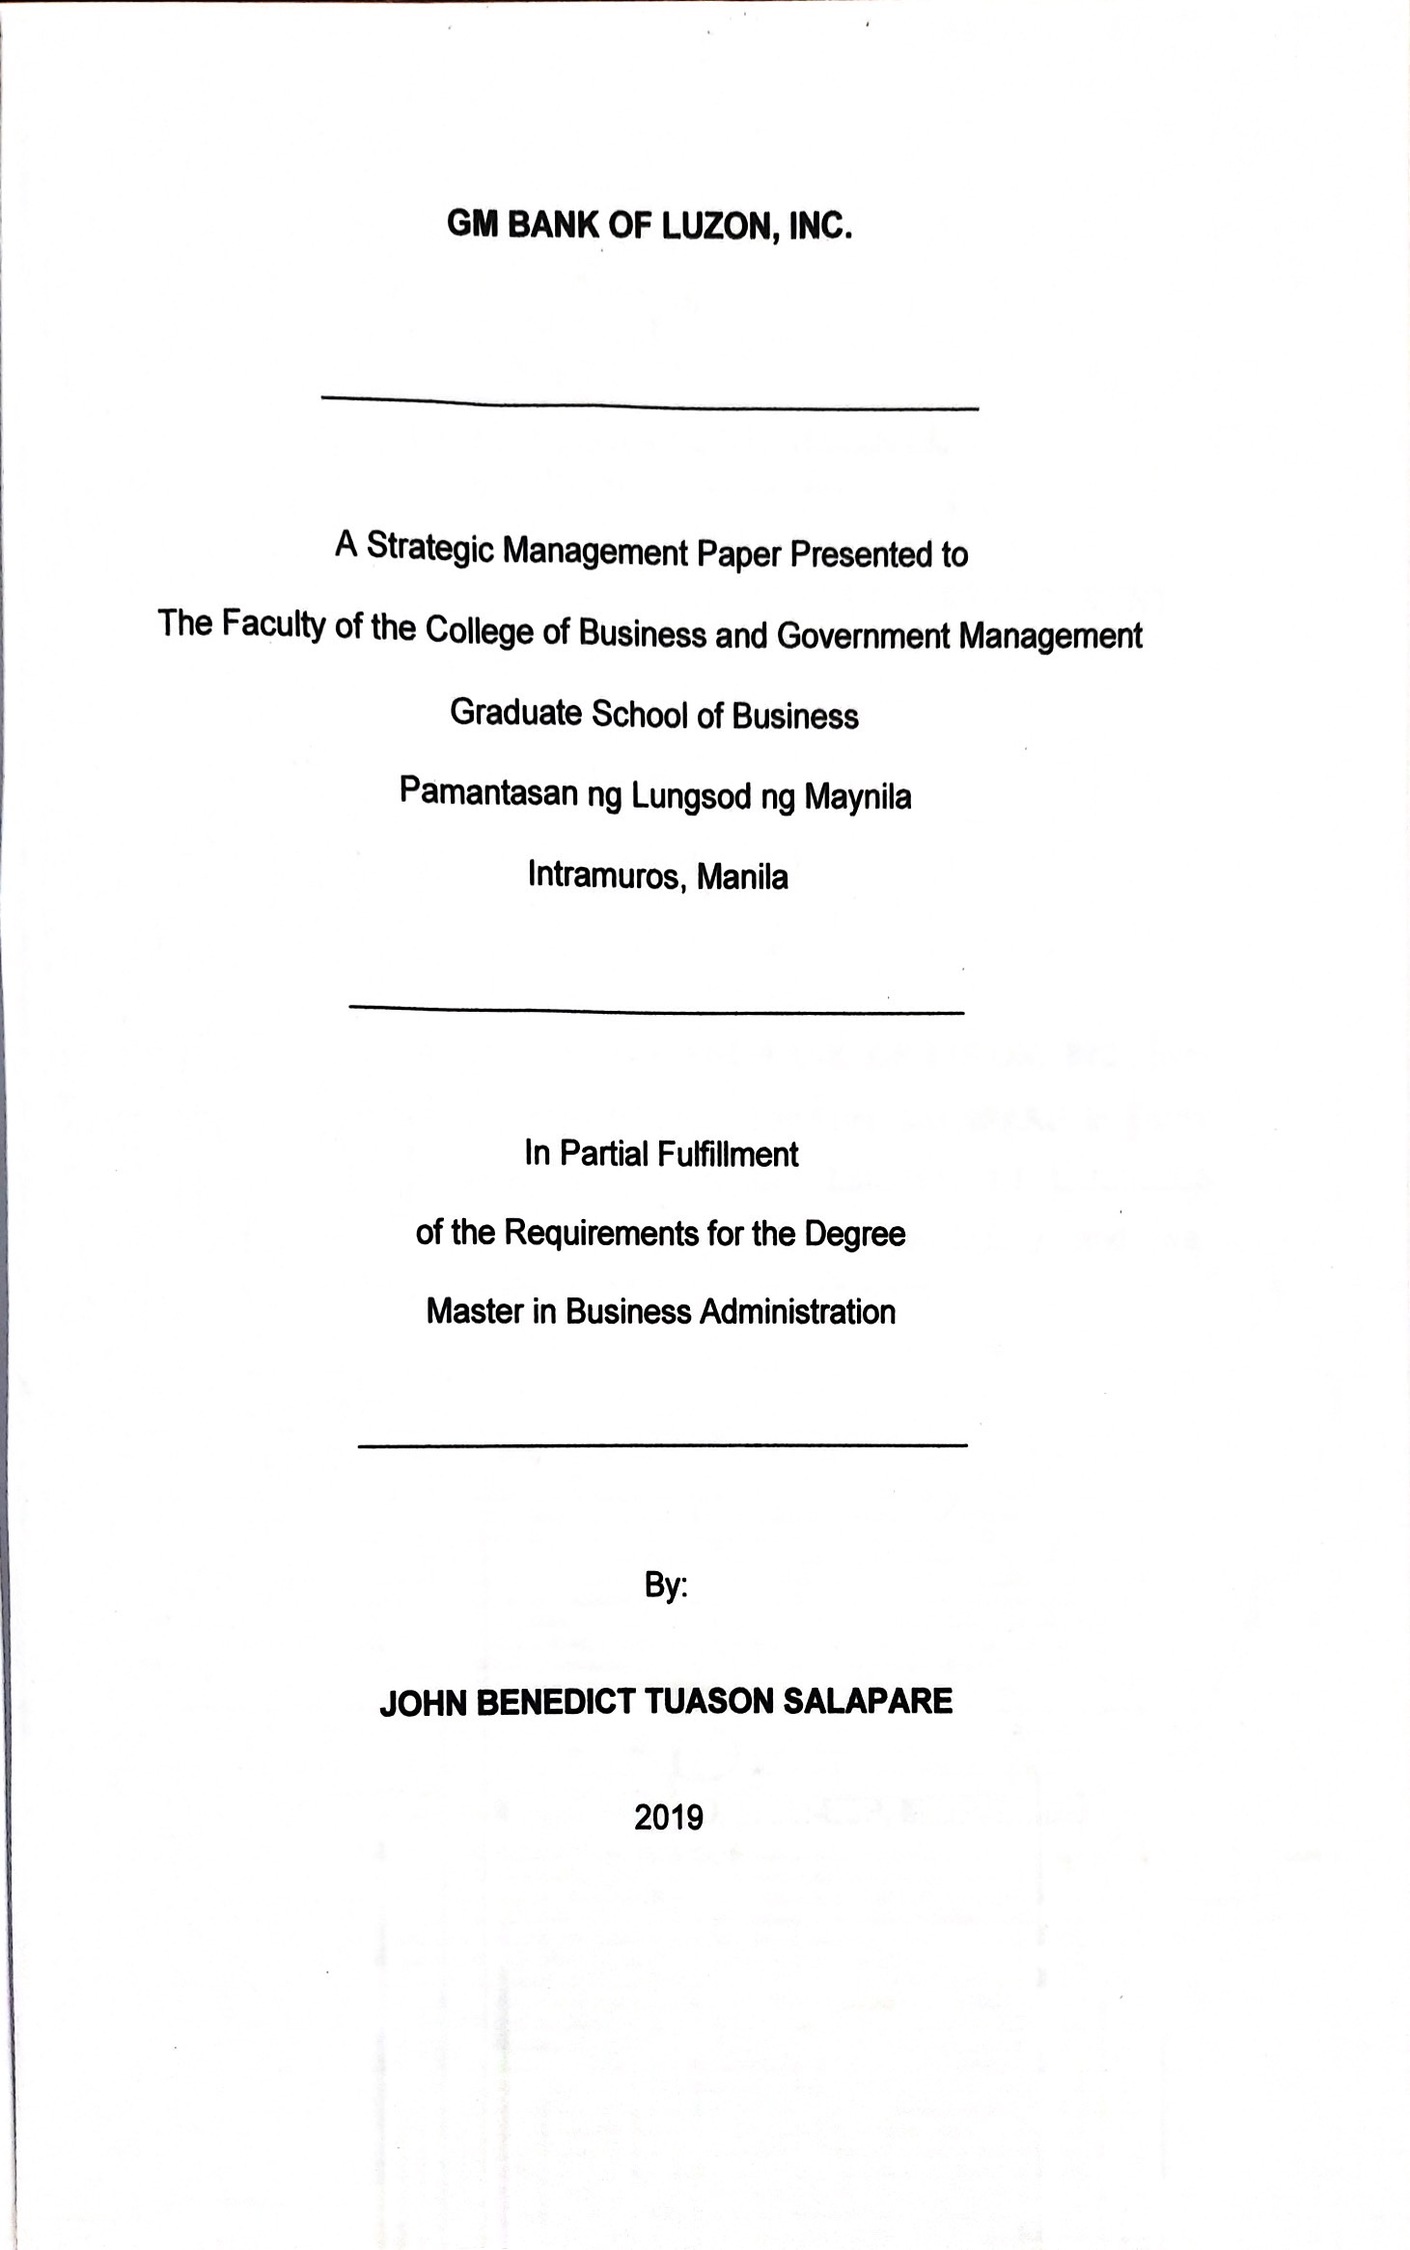 GM BANK OF LUZON, INC.
A Strategic Management Paper Presented to
The Faculty of the College of Business and Government Management
Graduate School of Business
Pamantasan ng Lungsod ng Maynila
Intramuros, Manila
In Partial Fulfillment
of the Requirements for the Degree
Master in Business Administration
By:
JOHN BENEDICT TUASON SALAPARE
2019